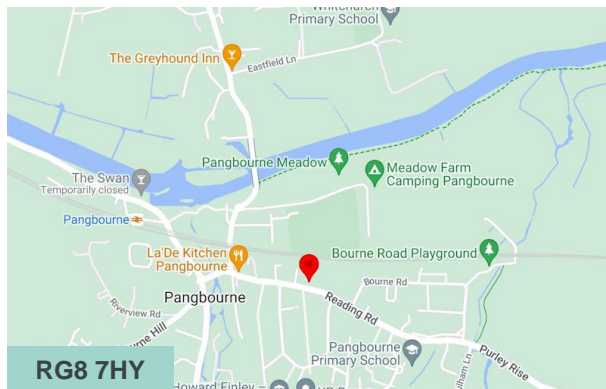 Whitchurch
Primary School
The Greyhound Inn
Eastfield Ln
Pangbourne Meadow
Meadow Farm
Camping Pangbourne
The Swan
Temporarily closed
Pangbourne
La'De Kitchen
Pangbourne
Bourne Road Playground
Bourne Rd
Pangbourne
Riverview Rd
Reading Rd
Pangbourne
Primary School
Purley Rise
RG8 7HY
Howard Finley –